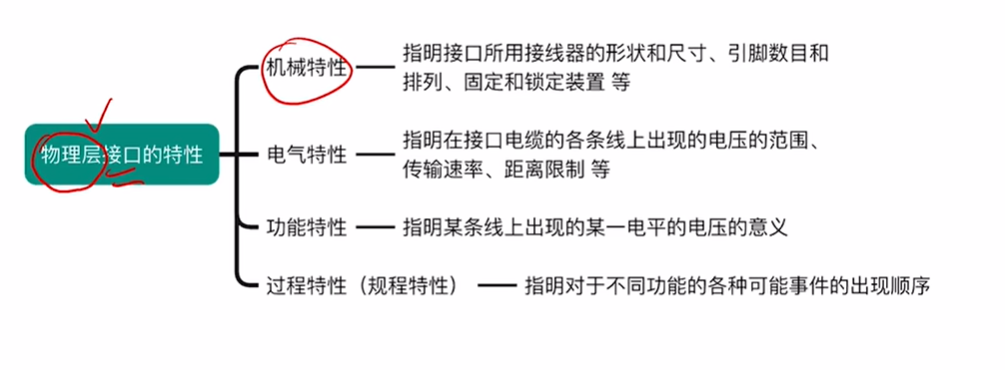 机械特性
指明接口所用接线器的形状和尺寸、引脚数目和
排列、固定和锁定装置 等
物理层接口的特性
电气特性
指明在接口电缆的各条线上出现的电压的范围、
传输速率、距离限制 等
功能特性
指明某条线上出现的某一电平的电压的意义
过程特性（规程特性）
指明对于不同功能的各种可能事件的出现顺序